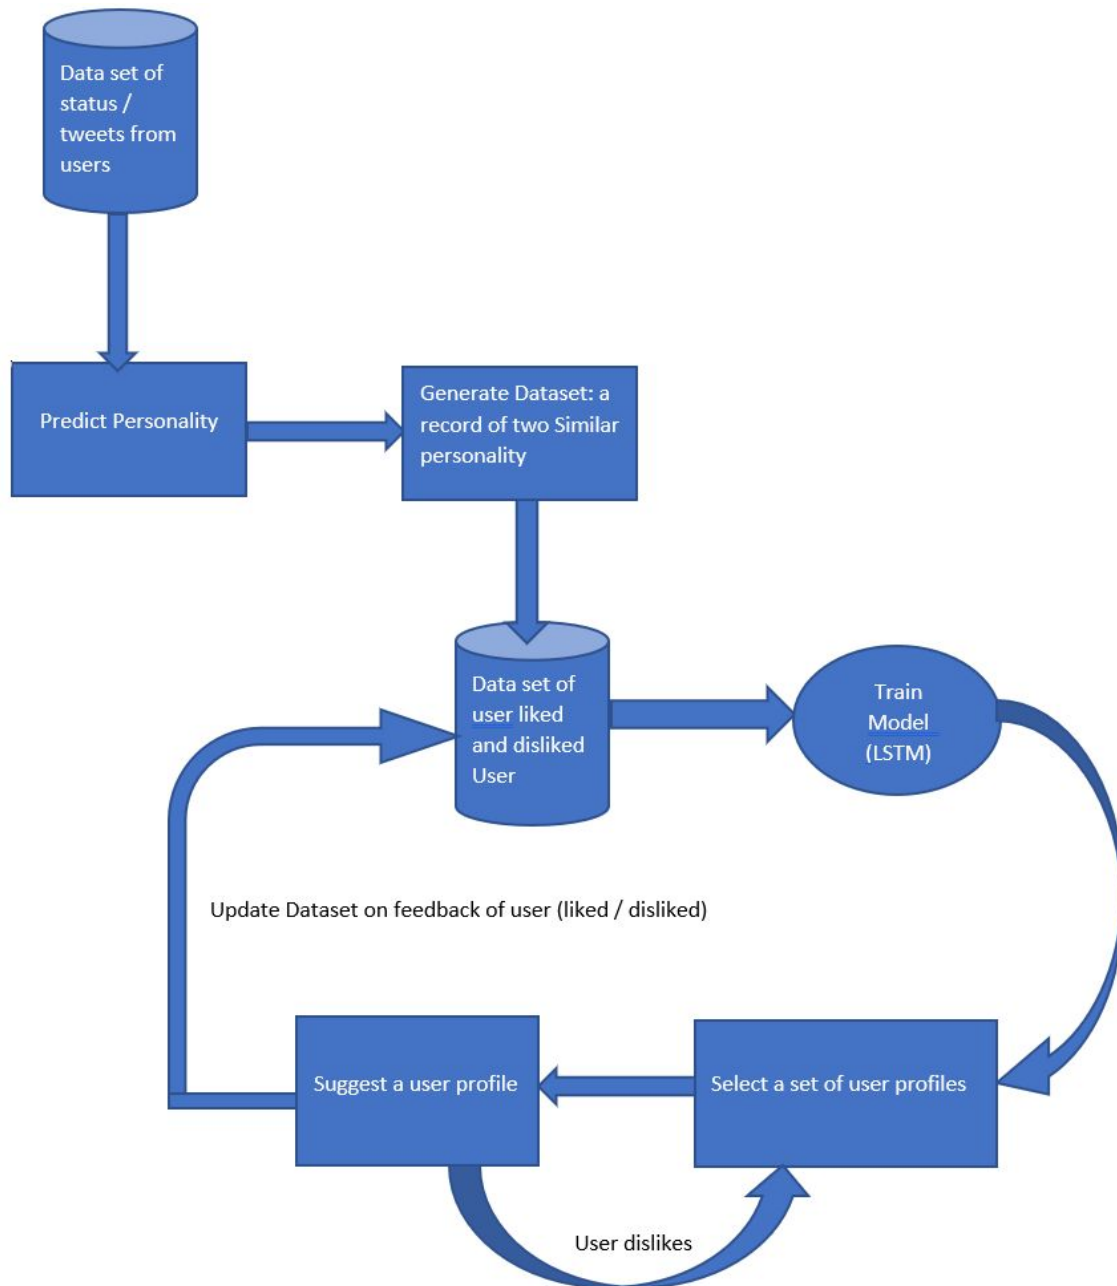 Data set of
status /
tweets from
users
Predict Personality
Generate Dataset: a
record of two Similar
personality
Data set of
user liked
and disliked
User
Train
Model
(LSTM)
Update Dataset on feedback of user (liked / disliked)
Suggest a user profile
Select a set of user profiles
User dislikes